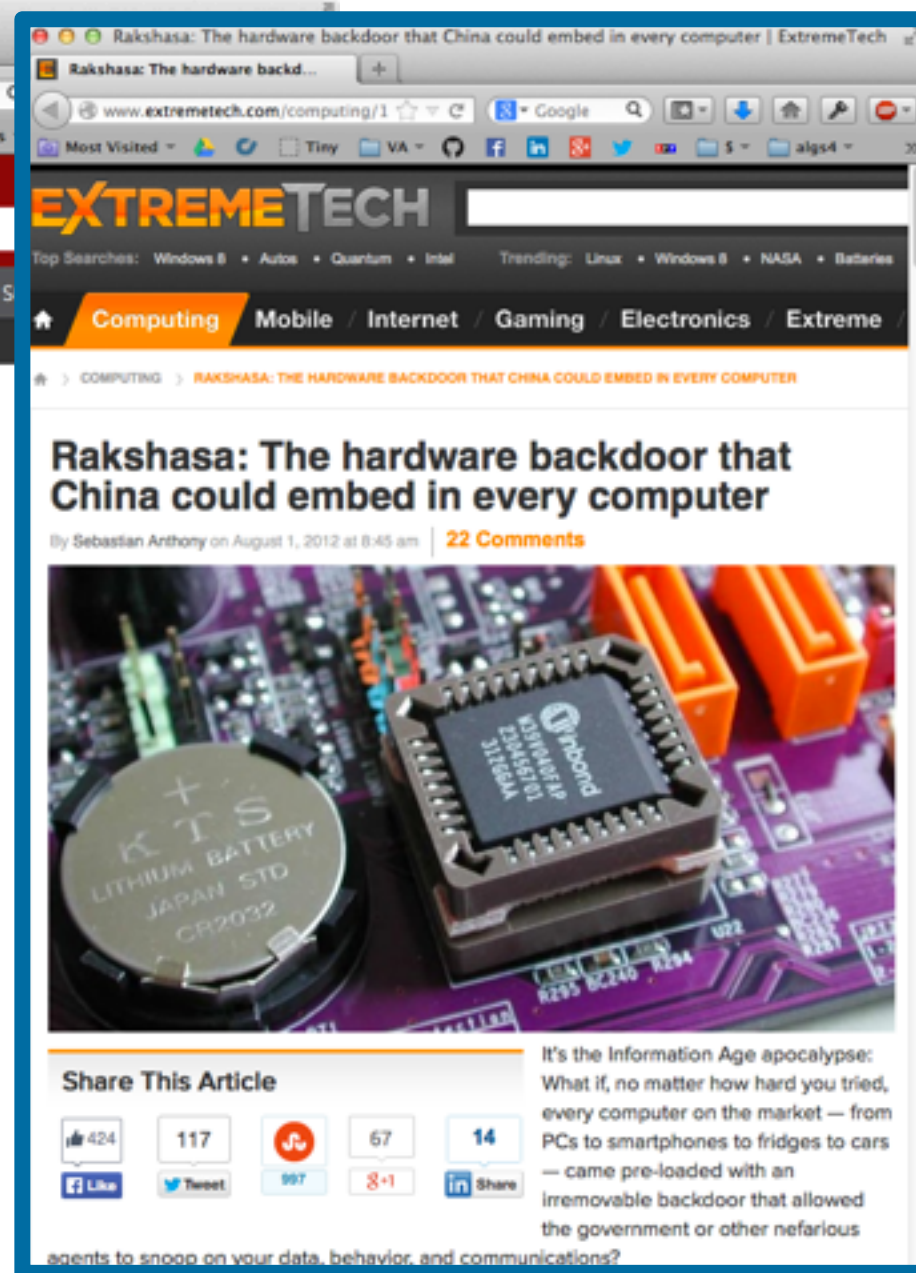 Rakshasa: The hardware backdoor that China could embed in every computer | ExtremeTech
Rakshasa: The hardware backd...
www.extremetech.com/computing/1
Google
Most Visited
Tiny
VA
$
algs4
EXTREMETECH
Top Searches: Windows 8 • Autos • Quantum • Intel Trending: Linux • Windows 8 • NASA • Batteries
Computing / Mobile / Internet / Gaming / Electronics / Extreme /
> COMPUTING > RAKSHASA: THE HARDWARE BACKDOOR THAT CHINA COULD EMBED IN EVERY COMPUTER
Rakshasa: The hardware backdoor that
China could embed in every computer
By Sebastian Anthony on August 1, 2012 at 8:45 am | 22 Comments
+
KTS
LITHIUM BATTERY
JAPAN STD
CR2032
Winbond
W39V040FAP
230456701
312GGAA
U22
R295 BC240 R294
Share This Article
424
117
997
67
14
Like
Tweet
+1
in Share
It's the Information Age apocalypse:
What if, no matter how hard you tried,
every computer on the market — from
PCs to smartphones to fridges to cars
— came pre-loaded with an
irremovable backdoor that allowed
the government or other nefarious
agents to snoop on your data, behavior, and communications?